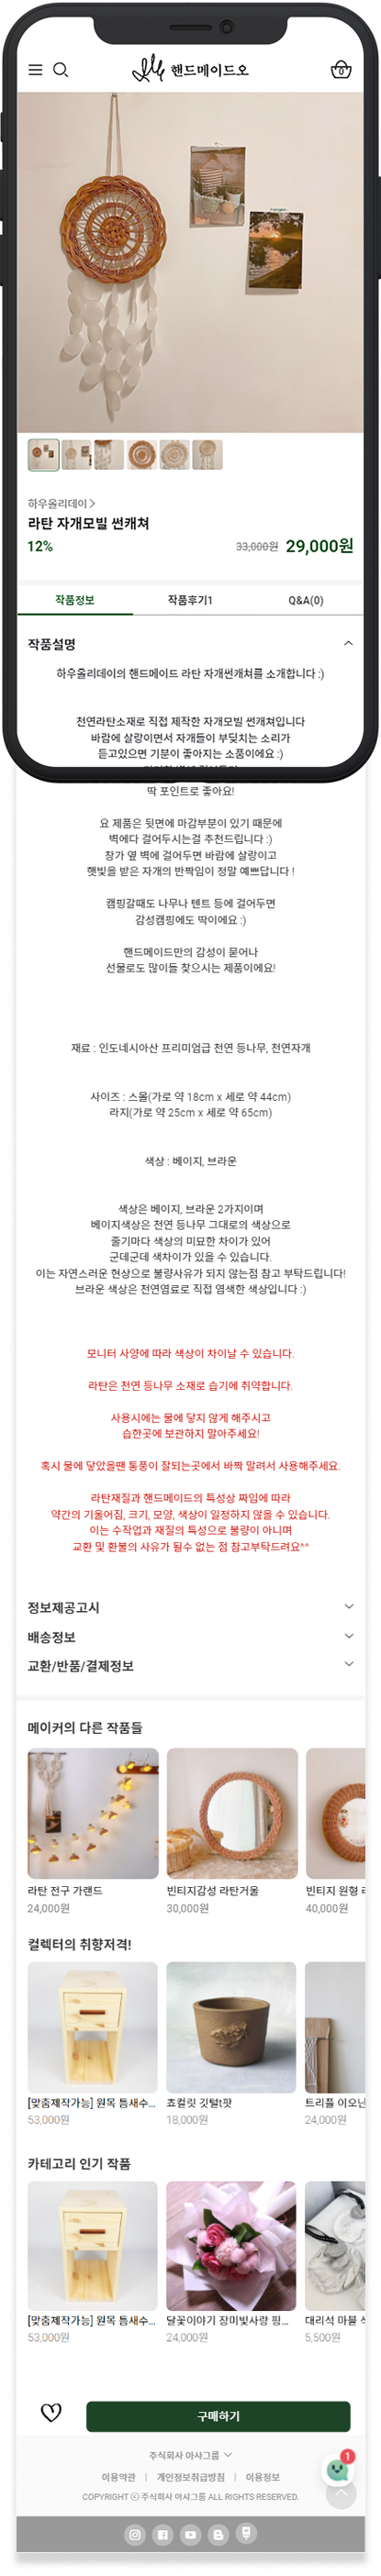 핸드메이드오
0
하우올리데이 >
라탄 자개모빌 썬캐쳐
12% 33,000원 29,000원
작품정보 작품후기1 Q&A(0)
작품설명
하우올리데이의 핸드메이드 라탄 자개썬캐쳐를 소개합니다 :)
천연라탄소재로 직접 제작한 자개모빌 썬캐쳐입니다
바람에 살랑이면서 자개들이 부딪치는 소리가
듣고있으면 기분이 좋아지는 소품이에요 :)
딱 포인트로 좋아요!
요 제품은 뒷면에 마감부분이 있기 때문에
벽에다 걸어두시는걸 추천드립니다 :)
창가 옆 벽에 걸어두면 바람에 살랑이고
햇빛을 받은 자개의 반짝임이 정말 예쁘답니다 !
캠핑갈때도 나무나 텐트 등에 걸어두면
감성캠핑에도 딱이에요 :)
핸드메이드만의 감성이 묻어나
선물로도 많이들 찾으시는 제품이에요!
재료 : 인도네시아산 프리미엄급 천연 등나무, 천연자개
사이즈 : 스몰(가로 약 18cm x 세로 약 44cm)
라지(가로 약 25cm x 세로 약 65cm)
색상 : 베이지, 브라운
색상은 베이지, 브라운 2가지이며
베이지색상은 천연 등나무 그대로의 색상으로
줄기마다 색상의 미묘한 차이가 있어
군데군데 색차이가 있을 수 있습니다.
이는 자연스러운 현상으로 불량사유가 되지 않는점 참고 부탁드립니다!
브라운 색상은 천연염료로 직접 염색한 색상입니다 :)
모니터 사양에 따라 색상이 차이날 수 있습니다.
라탄은 천연 등나무 소재로 습기에 취약합니다.
사용시에는 물에 닿지 않게 해주시고
습한곳에 보관하지 말아주세요!
혹시 물에 닿았을땐 통풍이 잘되는곳에서 바짝 말려서 사용해주세요.
라탄재질과 핸드메이드의 특성상 짜임에 따라
약간의 기울어짐, 크기, 모양, 색상이 일정하지 않을 수 있습니다.
이는 수작업과 재질의 특성으로 불량이 아니며
교환 및 환불의 사유가 될수 없는 점 참고부탁드려요^^
정보제공고시
배송정보
교환/반품/결제정보
메이커의 다른 작품들
라탄 전구 가랜드 빈티지감성 라탄거울 빈티지 원형
24,000원 30,000원 40,000원
컬렉터의 취향저격!
[맞춤제작가능] 원목 틈새수... 쵸컬릿 깃털t팟 트리플 이오난
53,000원 18,000원 24,000원
카테고리 인기 작품
[맞춤제작가능] 원목 틈새수... 달꽃이야기 장미빛사랑 핑... 대리석 마블
53,000원 24,000원 5,500원
구매하기
주식회사 아샤그룹
이용약관 | 개인정보취급방침 | 이용정보
COPYRIGHT ⓒ 주식회사 아샤그룹 ALL RIGHTS RESERVED.
1